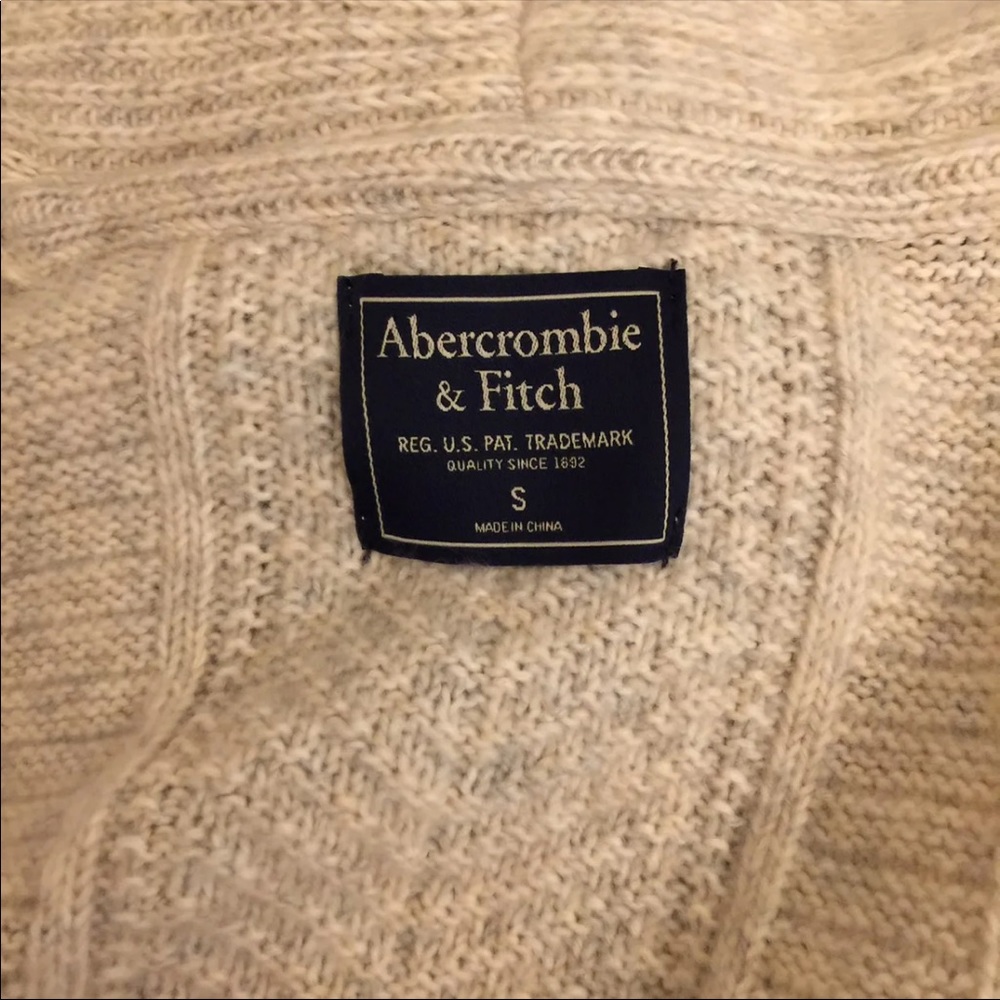 Abercrombie
& Fitch
REG. U.S. PAT. TRADEMARK
QUALITY SINCE 1892
S
MADE IN CHINA